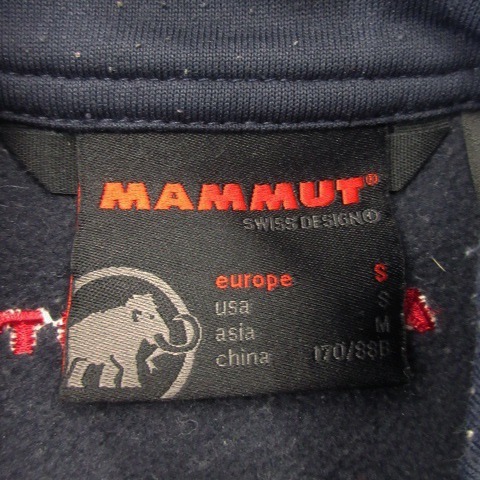 MAMMUT®
SWISS DESIGN
europe S
usa S
asia M
china 170/88B